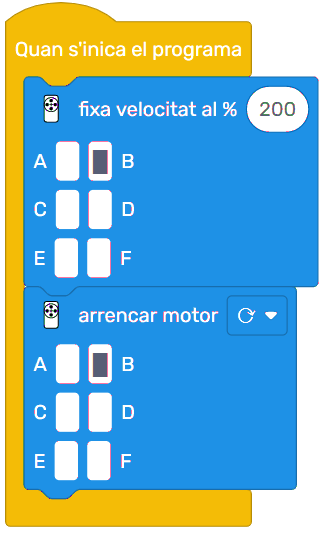 Quan s'inica el programa
fixa velocitat al % 200
A B
C D
E F
arrencar motor
A B
C D
E F